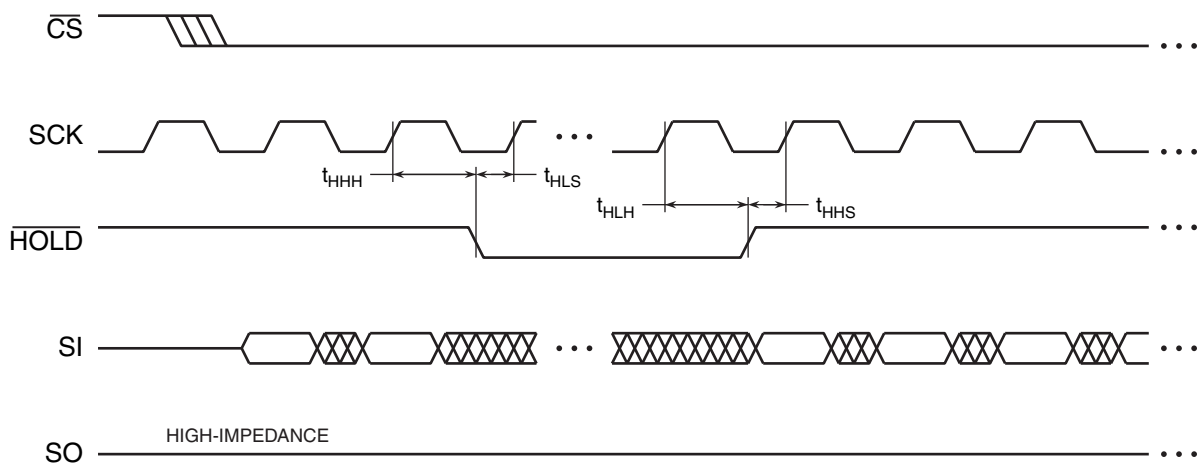 CS
SCK
• • •
tHHH
tHLS
tHLH
tHHS
HOLD
SI
SO
HIGH-IMPEDANCE